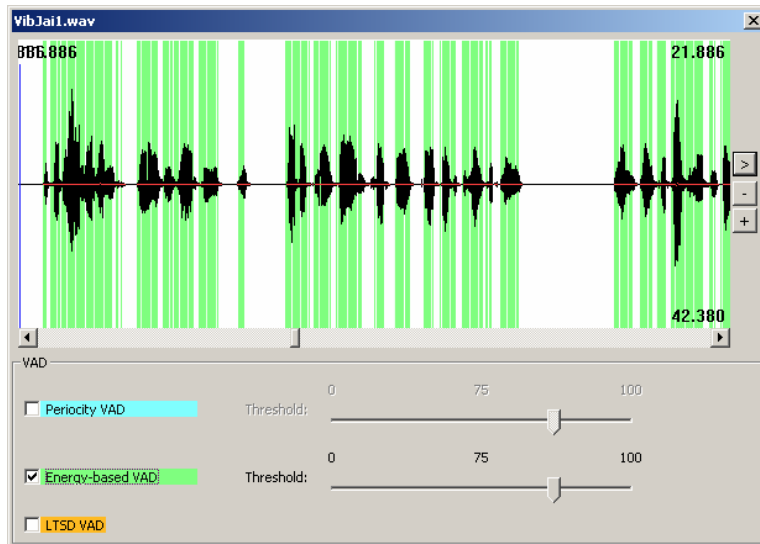 VibJai1.wav
21.886
42.380
>
-
+
VAD
0 75 100
Periocity VAD Threshold:
0 75 100
Energy-based VAD Threshold:
LTSD VAD